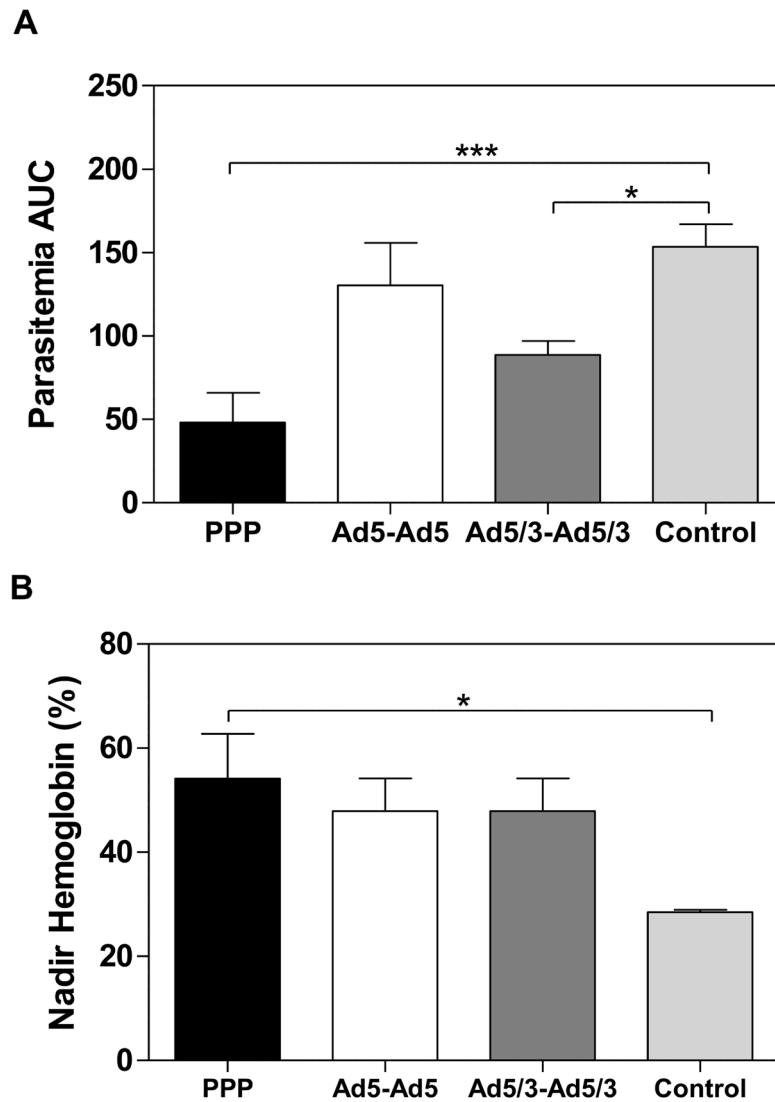 A
Parasitemia AUC
250
200
150
100
50
0
***
*
PPP Ad5-Ad5 Ad5/3-Ad5/3 Control
B
Nadir Hemoglobin (%)
80
60
40
20
0
*
PPP Ad5-Ad5 Ad5/3-Ad5/3 Control